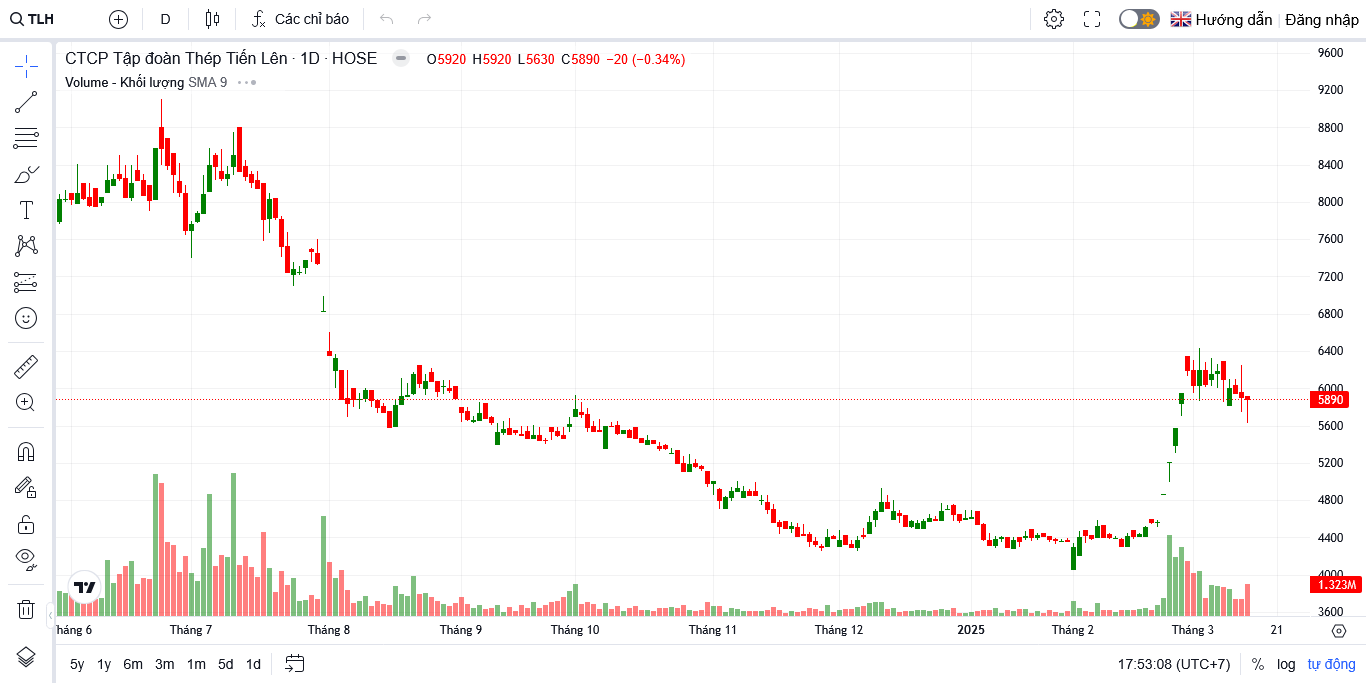 TLH D Các chỉ báo Hướng dẫn Đăng nhập
CTCP Tập đoàn Thép Tiến Lên · 1D · HOSE O5920 H5920 L5630 C5890 −20 (−0.34%)
Volume - Khối lượng SMA 9
9600
9200
8800
8400
8000
7600
7200
6800
6400
6000
5890
5600
5200
4800
4400
4000
1.323M
3600
háng 6 Tháng 7 Tháng 8 Tháng 9 Tháng 10 Tháng 11 Tháng 12 2025 Tháng 2 Tháng 3 21
5y 1y 6m 3m 1m 5d 1d 17:53:08 (UTC+7) % log tự động